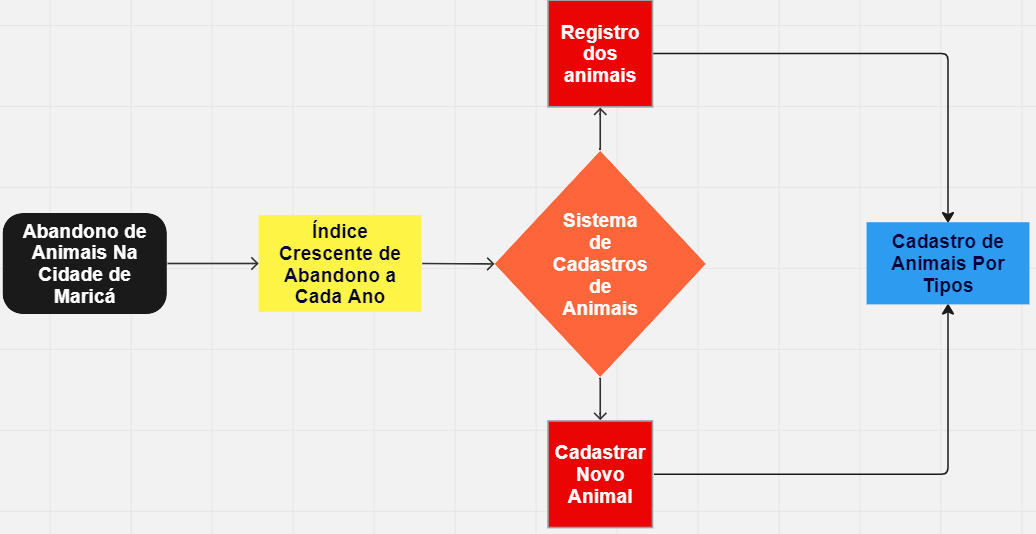 Registro
dos
animais
Abandono de
Animais Na
Cidade de
Maricá
Índice
Crescente de
Abandono a
Cada Ano
Sistema
de
Cadastros
de
Animais
Cadastro de
Animais Por
Tipos
Cadastrar
Novo
Animal